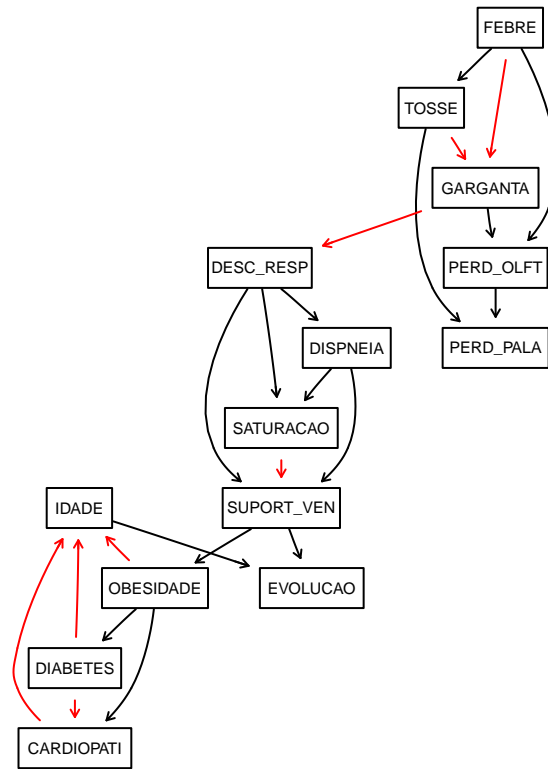 FEBRE
TOSSE
GARGANTA
DESC_RESP
PERD_OLFT
DISPNEIA
PERD_PALA
SATURACAO
IDADE
SUPORT_VEN
OBESIDADE
EVOLUCAO
DIABETES
CARDIOPATI